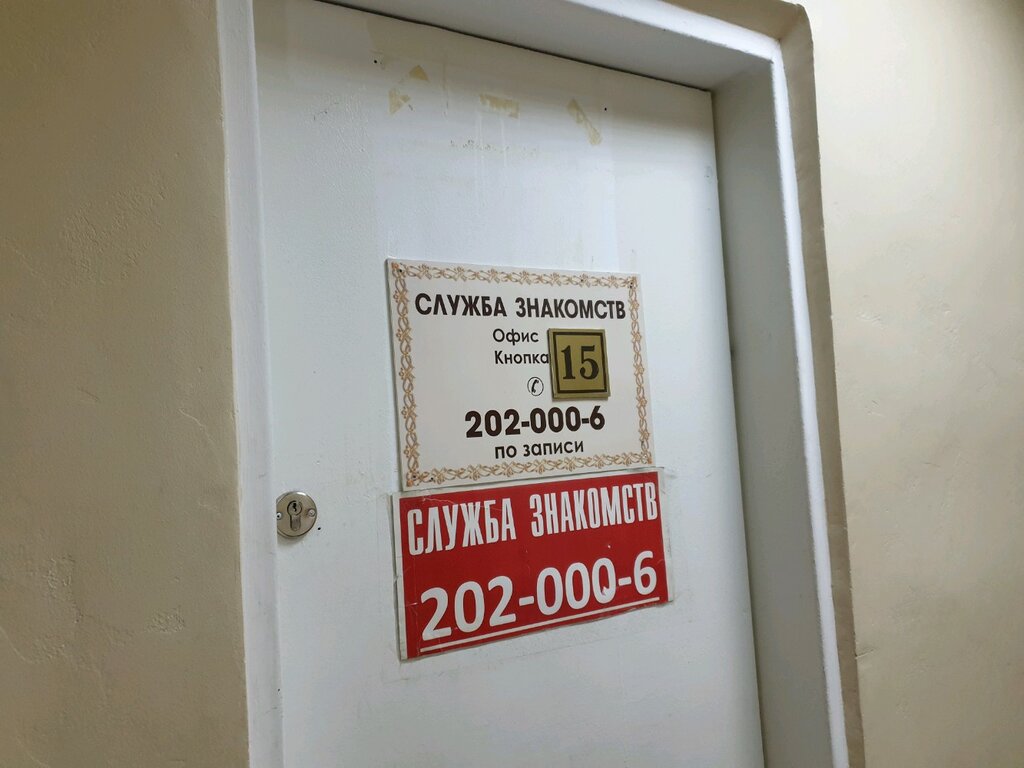 СЛУЖБА ЗНАКОМСТВ
Офис
Кнопка 15
202-000-6
по записи
СЛУЖБА ЗНАКОМСТВ
202-000-6